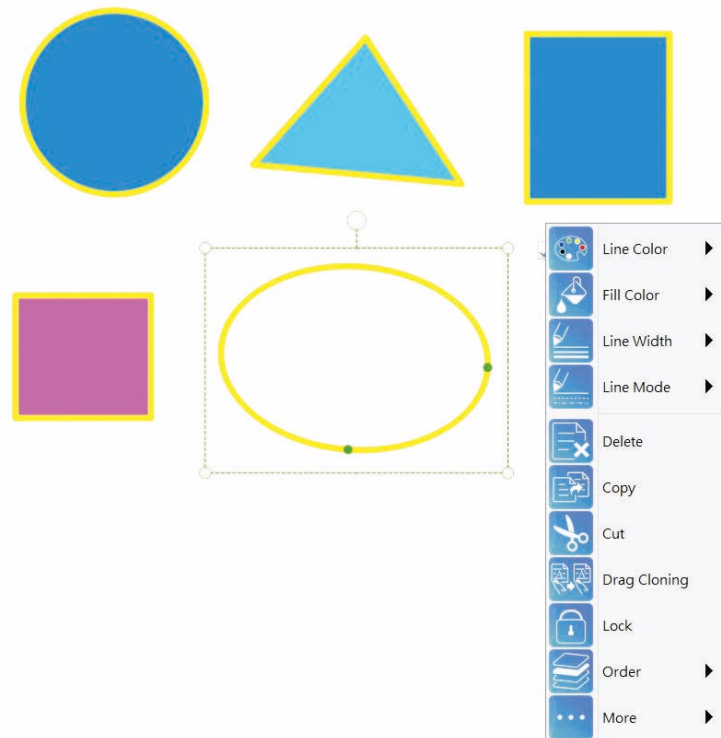 Line Color
Fill Color
Line Width
Line Mode
Delete
Copy
Cut
Drag Cloning
Lock
Order
More